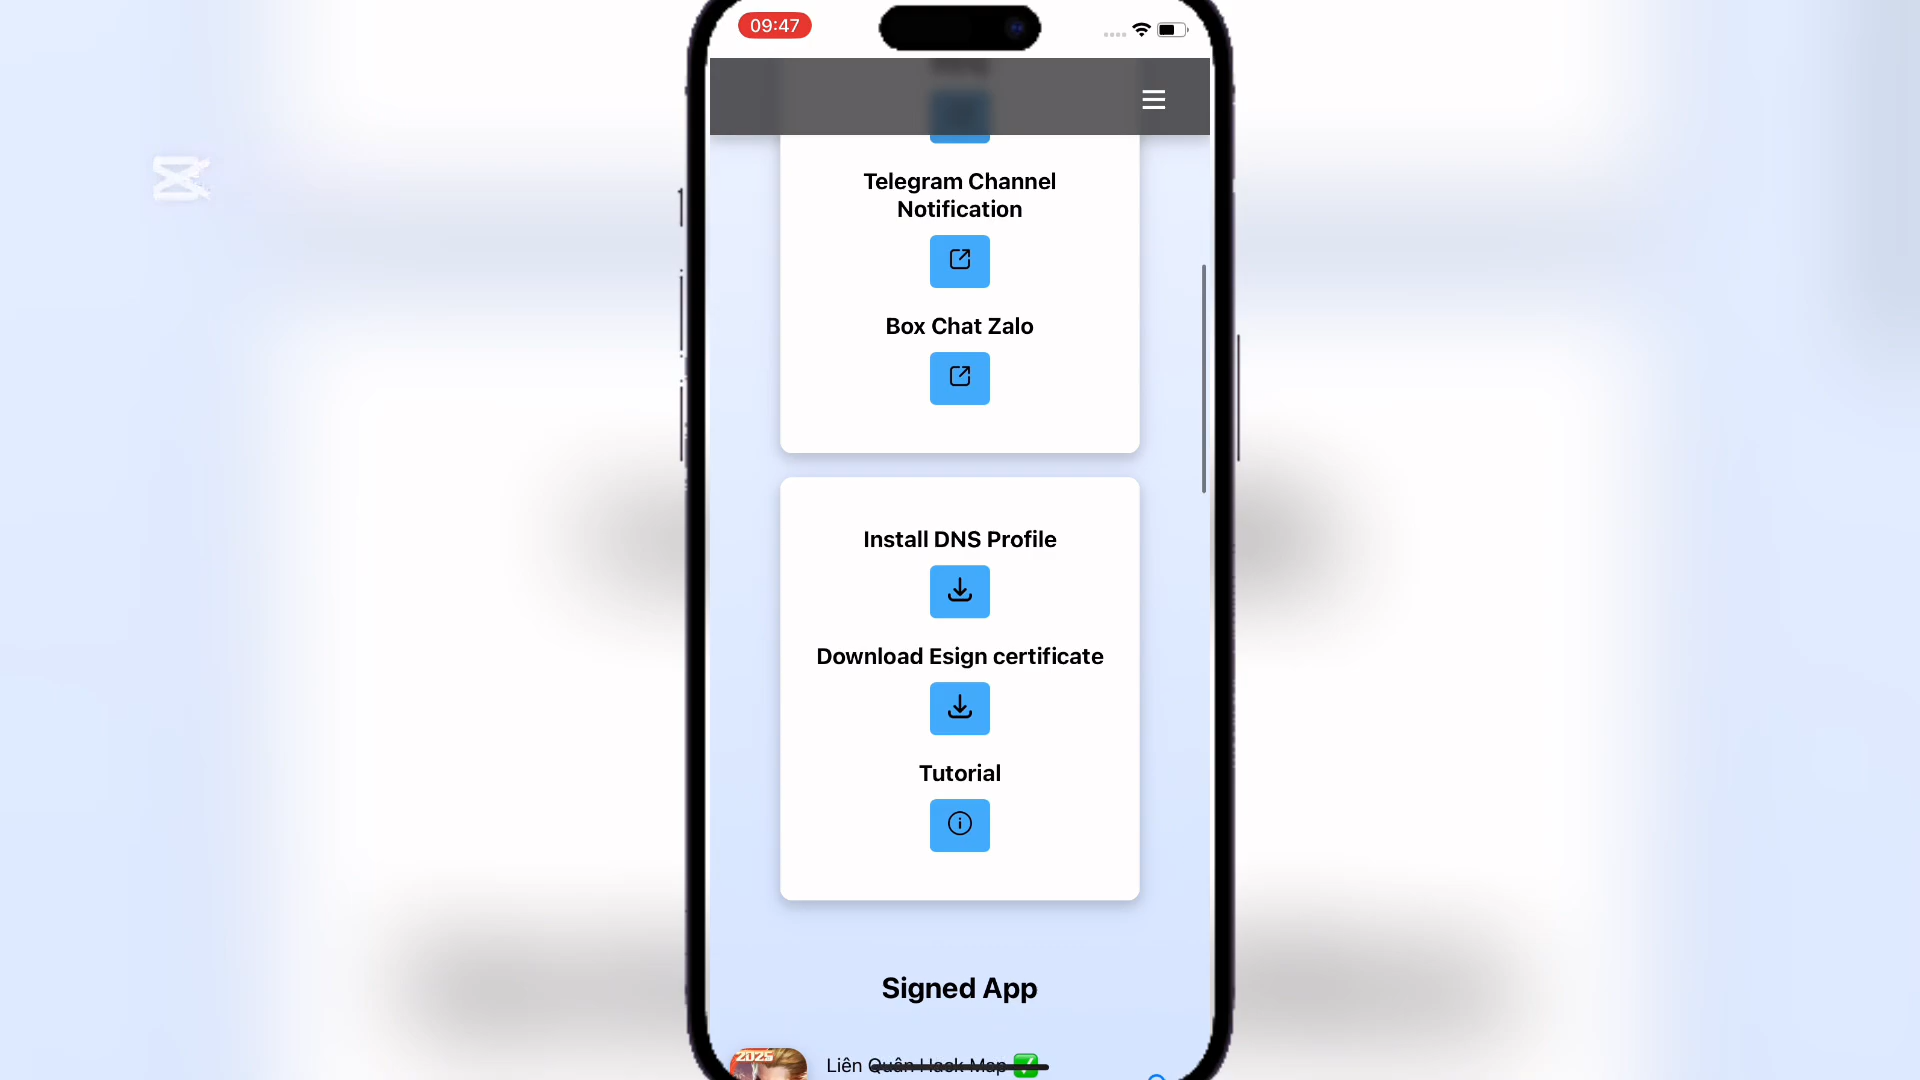 09:47
Telegram Channel
Notification
Box Chat Zalo
Install DNS Profile
Download Esign certificate
Tutorial
Signed App
2025
Liên Quân Hack Map ✅